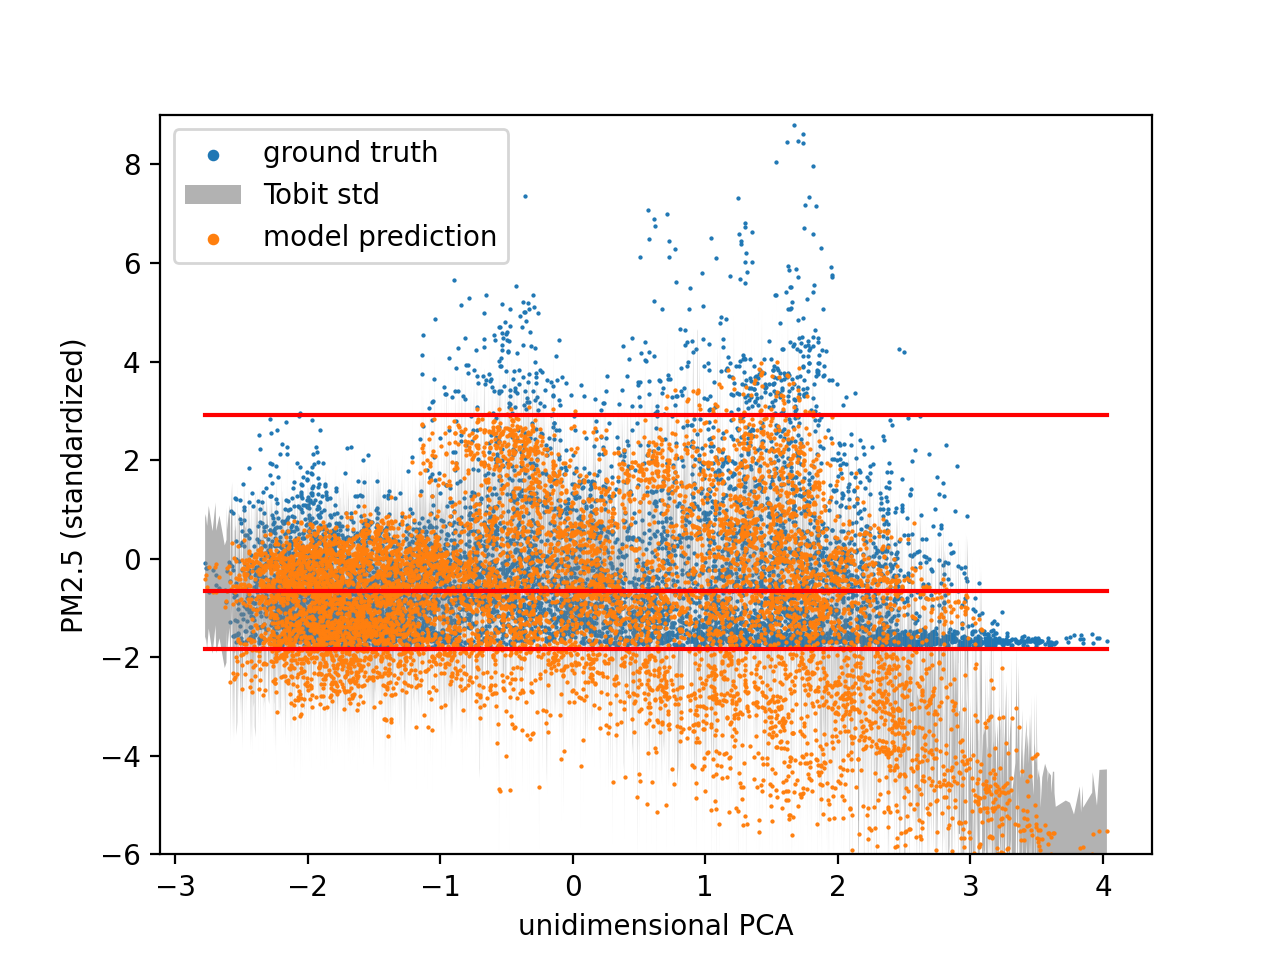 ground truth
Tobit std
model prediction
8
6
4
2
0
−2
−4
−6
PM2.5 (standardized)
−3 −2 −1 0 1 2 3 4
unidimensional PCA